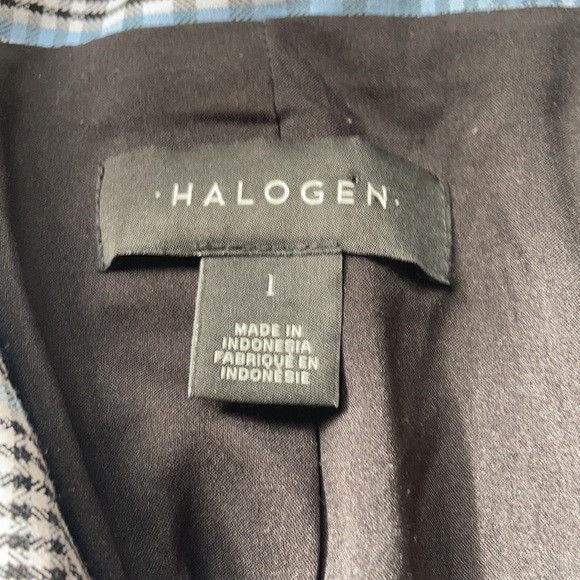 ·HALOGEN·
1
MADE IN
INDONESIA
FABRIQUÉ EN
INDONÉSIE